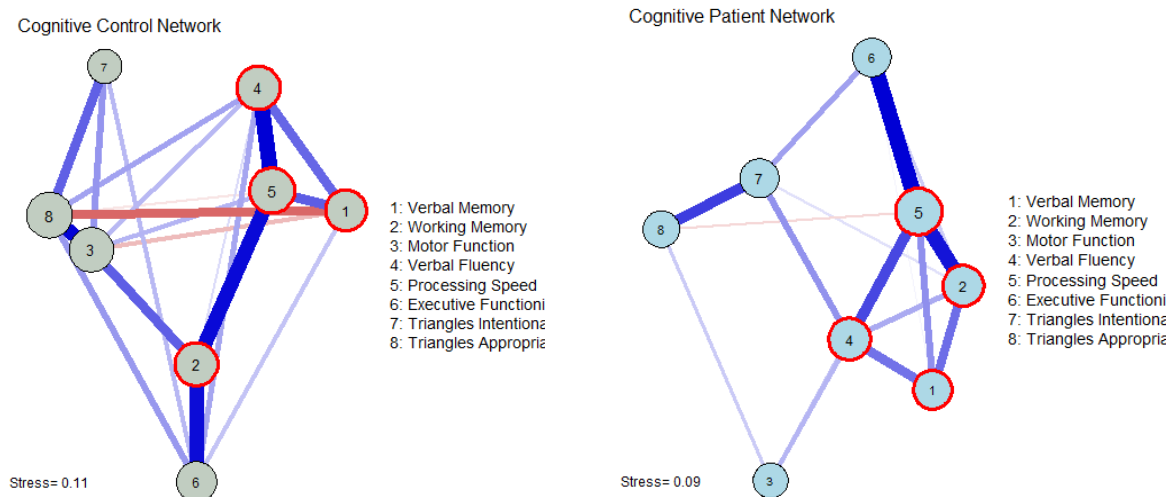 Cognitive Control Network
7
4
5
1
8
3
2
6
1: Verbal Memory
2: Working Memory
3: Motor Function
4: Verbal Fluency
5: Processing Speed
6: Executive Functioni
7: Triangles Intentiona
8: Triangles Appropria
Stress= 0.11
Cognitive Patient Network
6
7
5
8
2
4
1
3
1: Verbal Memory
2: Working Memory
3: Motor Function
4: Verbal Fluency
5: Processing Speed
6: Executive Functioni
7: Triangles Intentiona
8: Triangles Appropria
Stress= 0.09